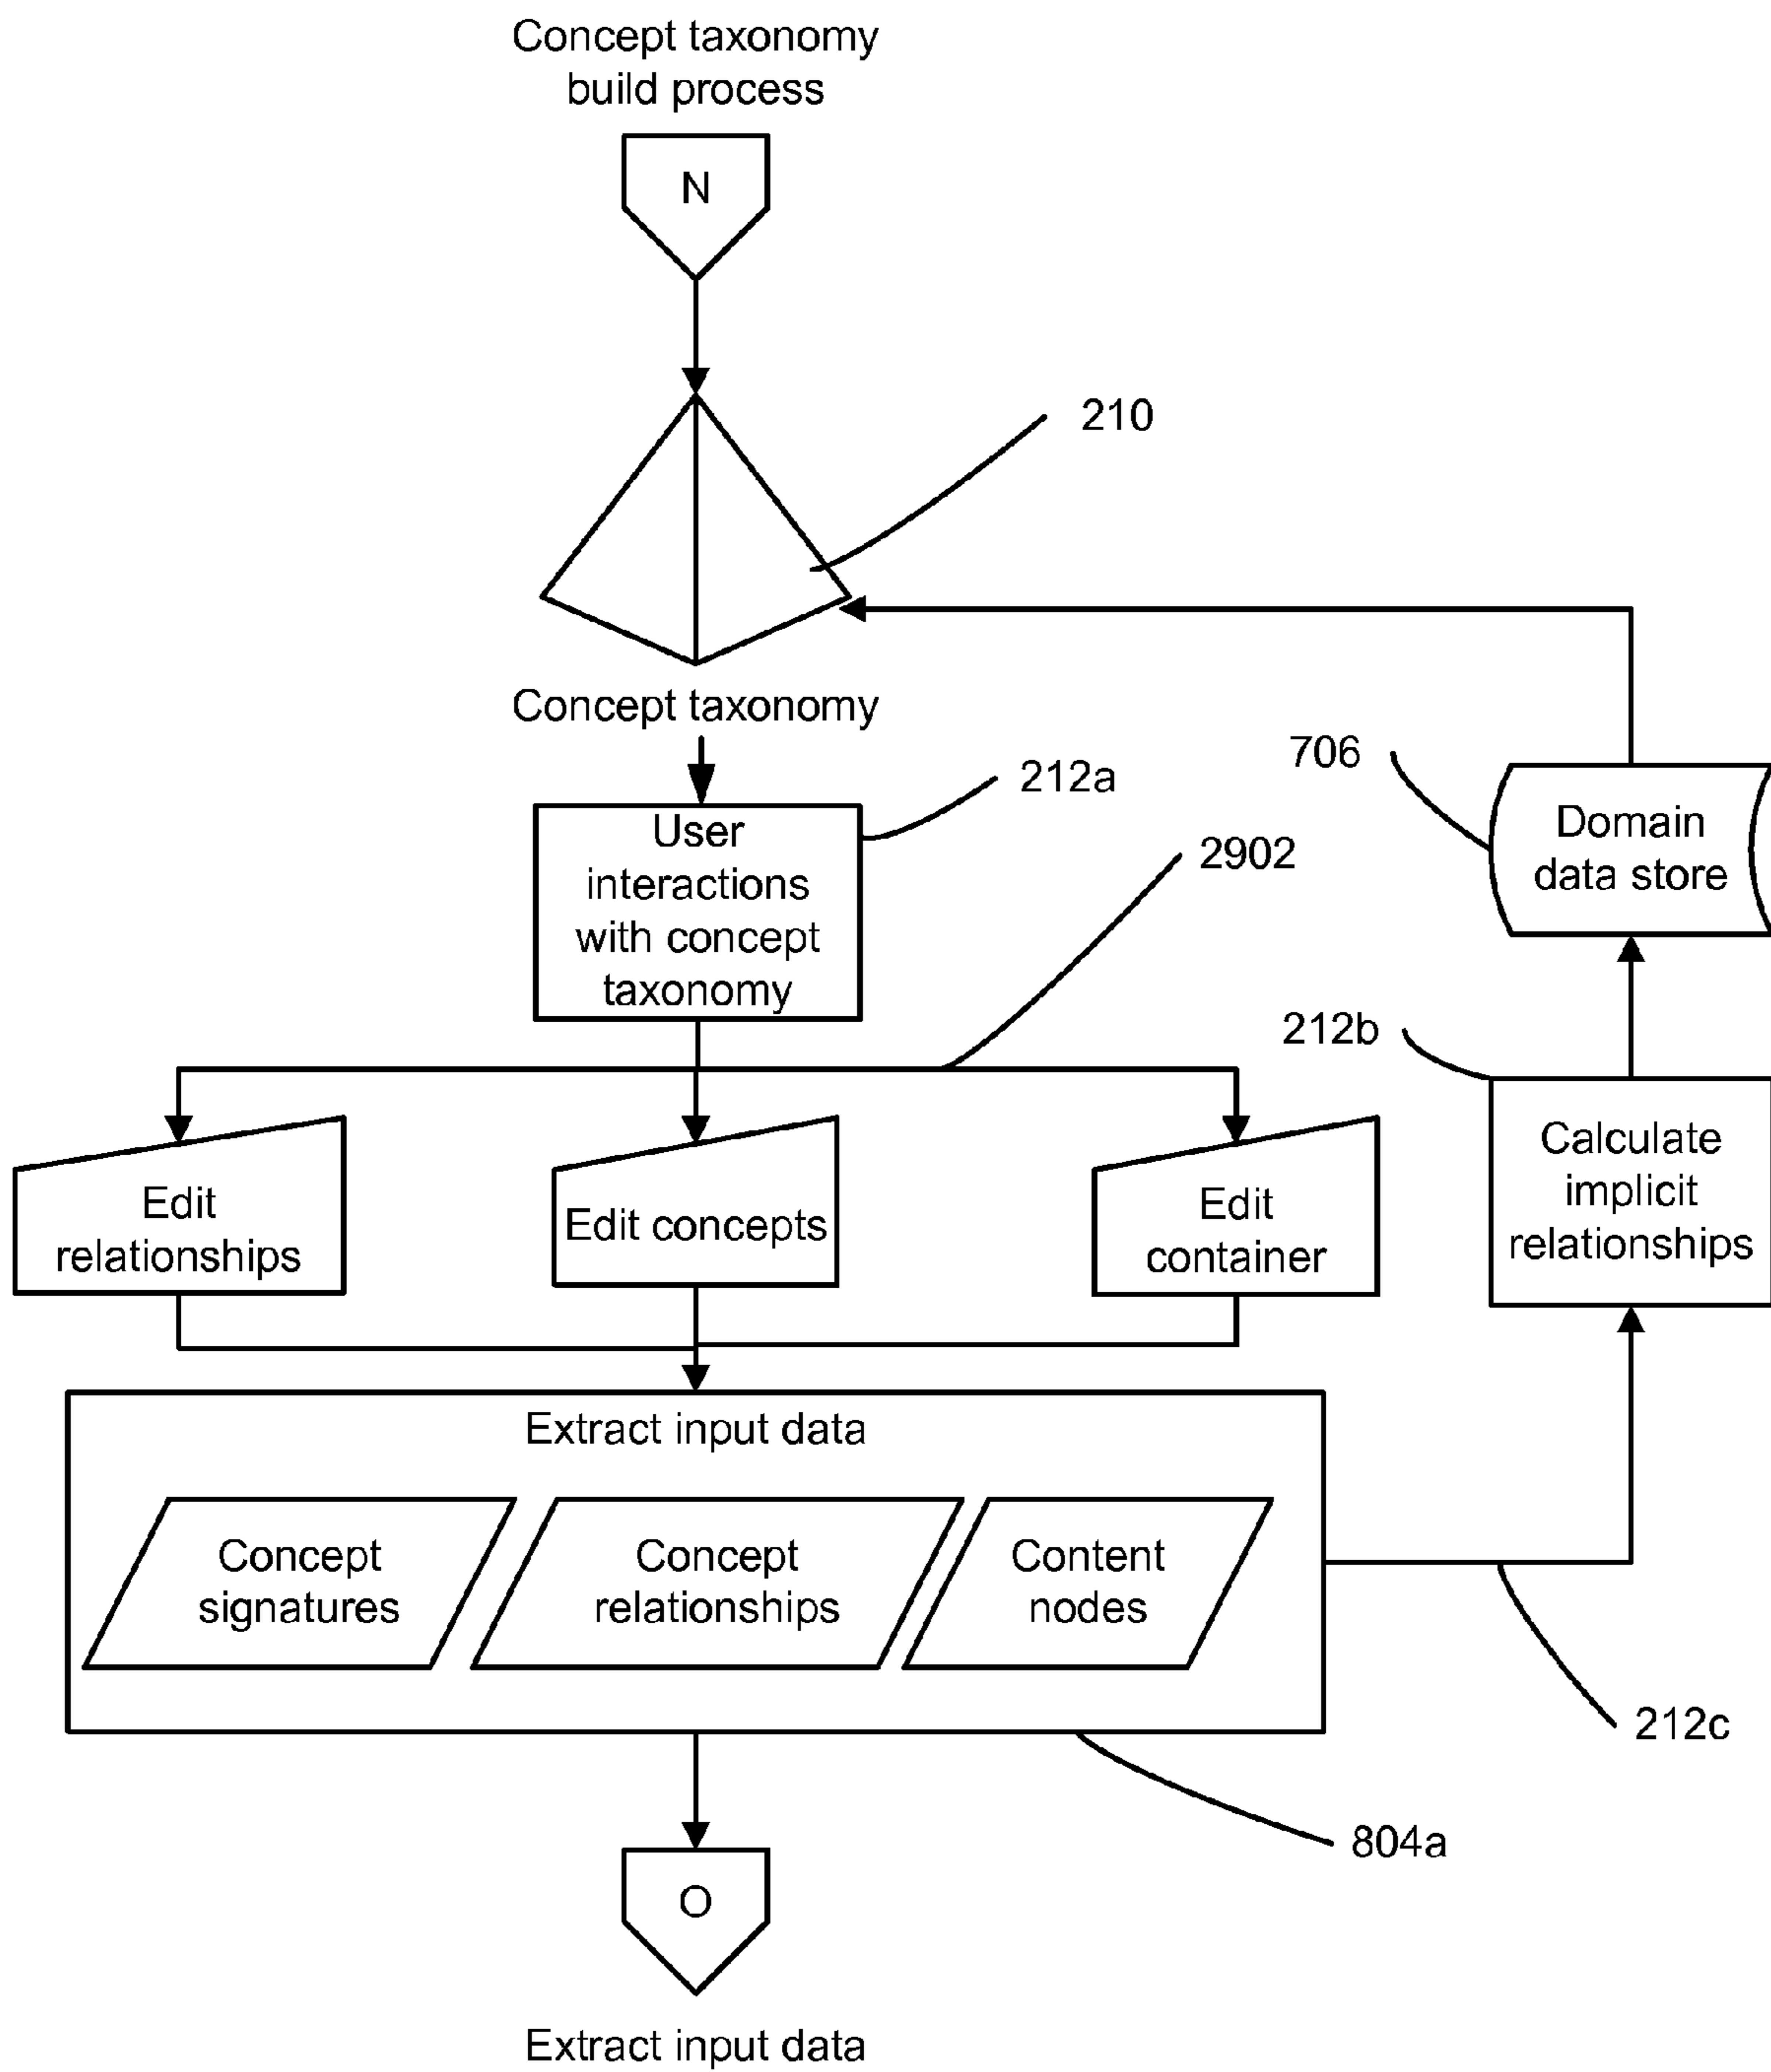 Concept taxonomy
build process
N
210
Concept taxonomy
706
212a
Domain
data store
User
interactions
with concept
taxonomy
2902
212b
Calculate
implicit
relationships
Edit
relationships
Edit concepts
Edit
container
Extract input data
Concept
signatures
Concept
relationships
Content
nodes
212c
804a
O
Extract input data